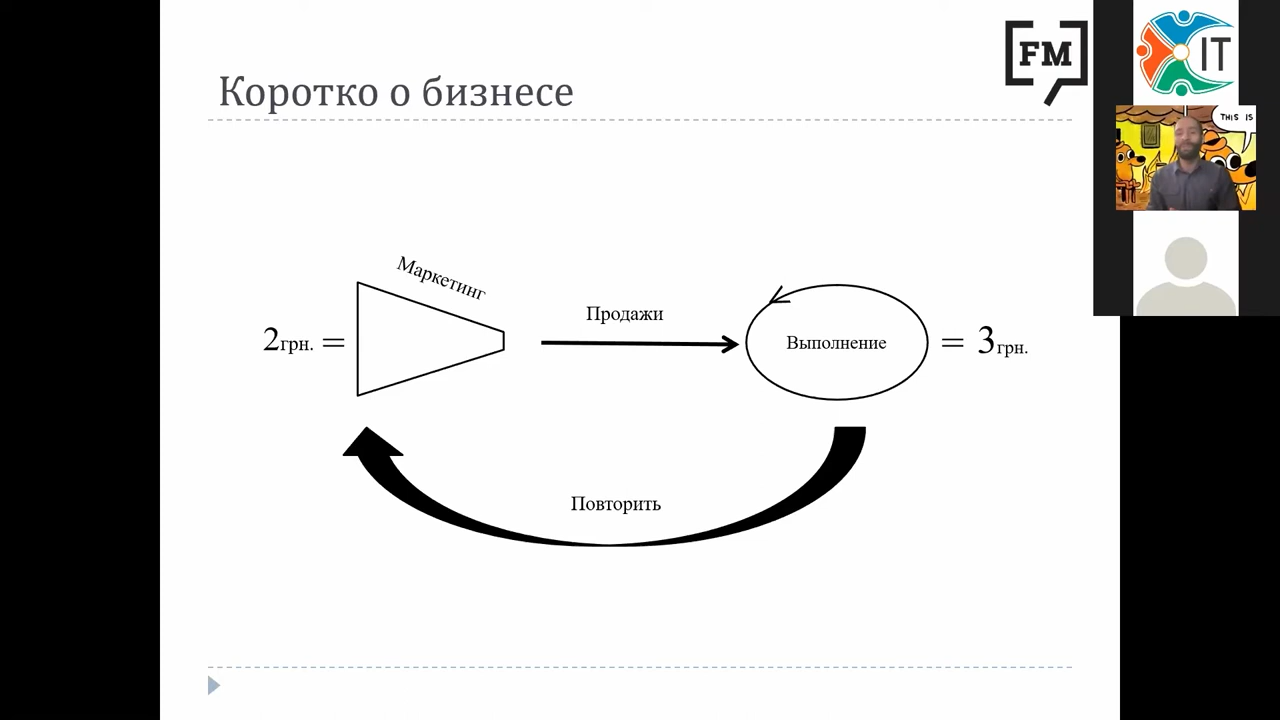 Коротко о бизнесе
FM
IT
THIS IS
Маркетинг
Продажи
2грн. =
Выполнение
= 3грн.
Повторить